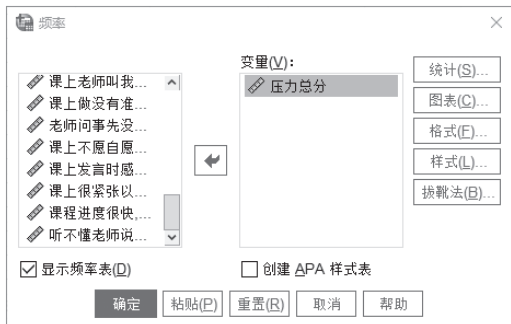 频率
变量(V)：
课上老师叫我...
课上做没有准...
老师问事先没...
课上不愿自愿...
课上发言时感...
课上很紧张以...
课程进度很快,...
听不懂老师说...
压力总分
统计(S)...
图表(C)...
格式(F)...
样式(L)...
拔靴法(B)...
显示频率表(D)
创建 APA 样式表
确定
粘贴(P)
重置(R)
取消
帮助